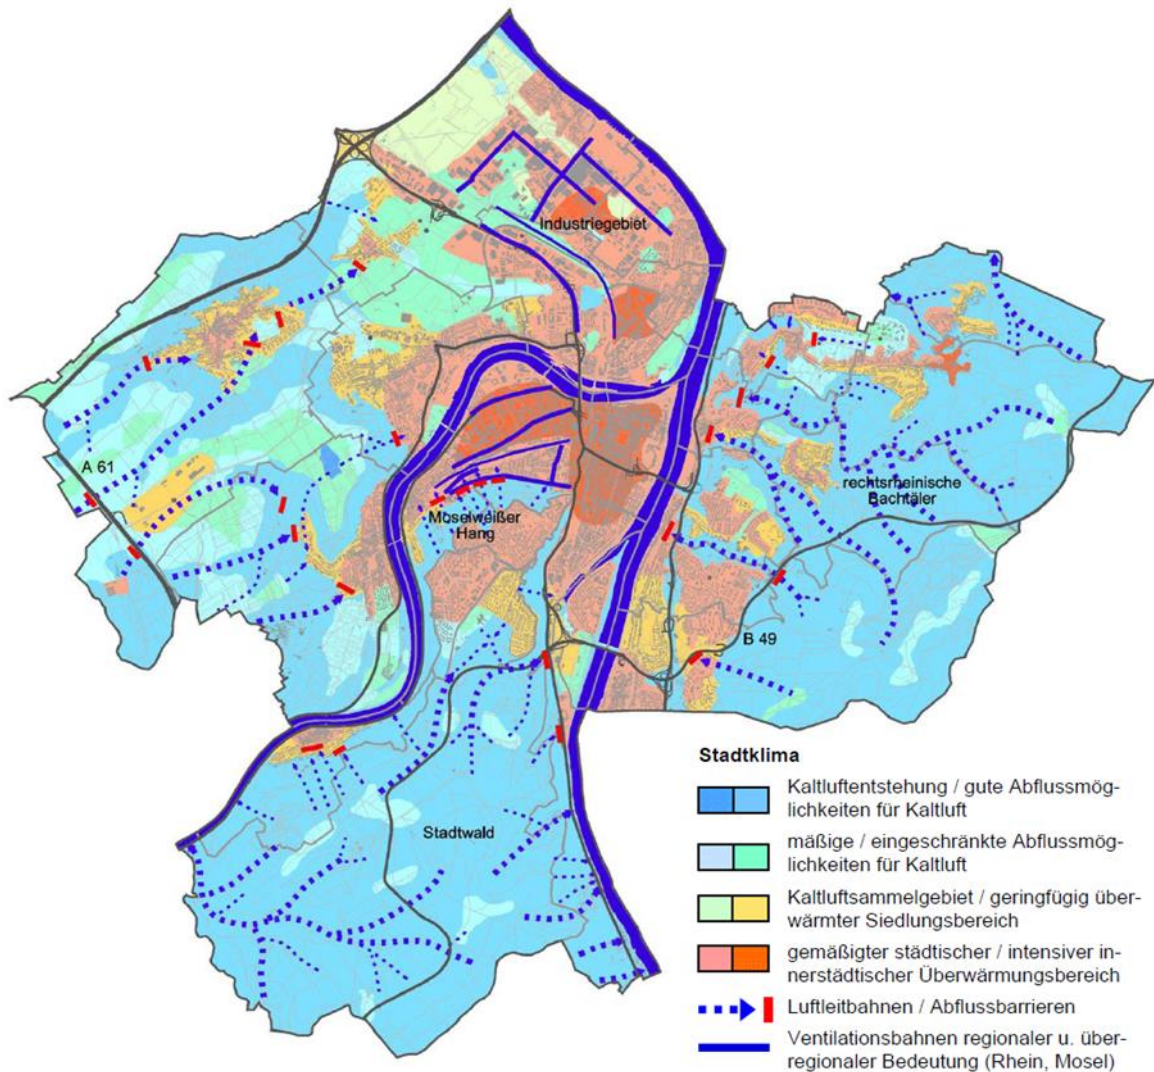 Industriegebiet
A 61
rechtsrheinische
Bachtäler
Moselweißer
Hang
B 49
Stadtwald
Stadtklima
Kaltluftentstehung / gute Abflussmög-
lichkeiten für Kaltluft
mäßige / eingeschränkte Abflussmög-
lichkeiten für Kaltluft
Kaltluftsammelgebiet / geringfügig über-
wärmter Siedlungsbereich
gemäßigter städtischer / intensiver in-
nerstädtischer Überwärmungsbereich
Luftleitbahnen / Abflussbarrieren
Ventilationsbahnen regionaler u. über-
regionaler Bedeutung (Rhein, Mosel)